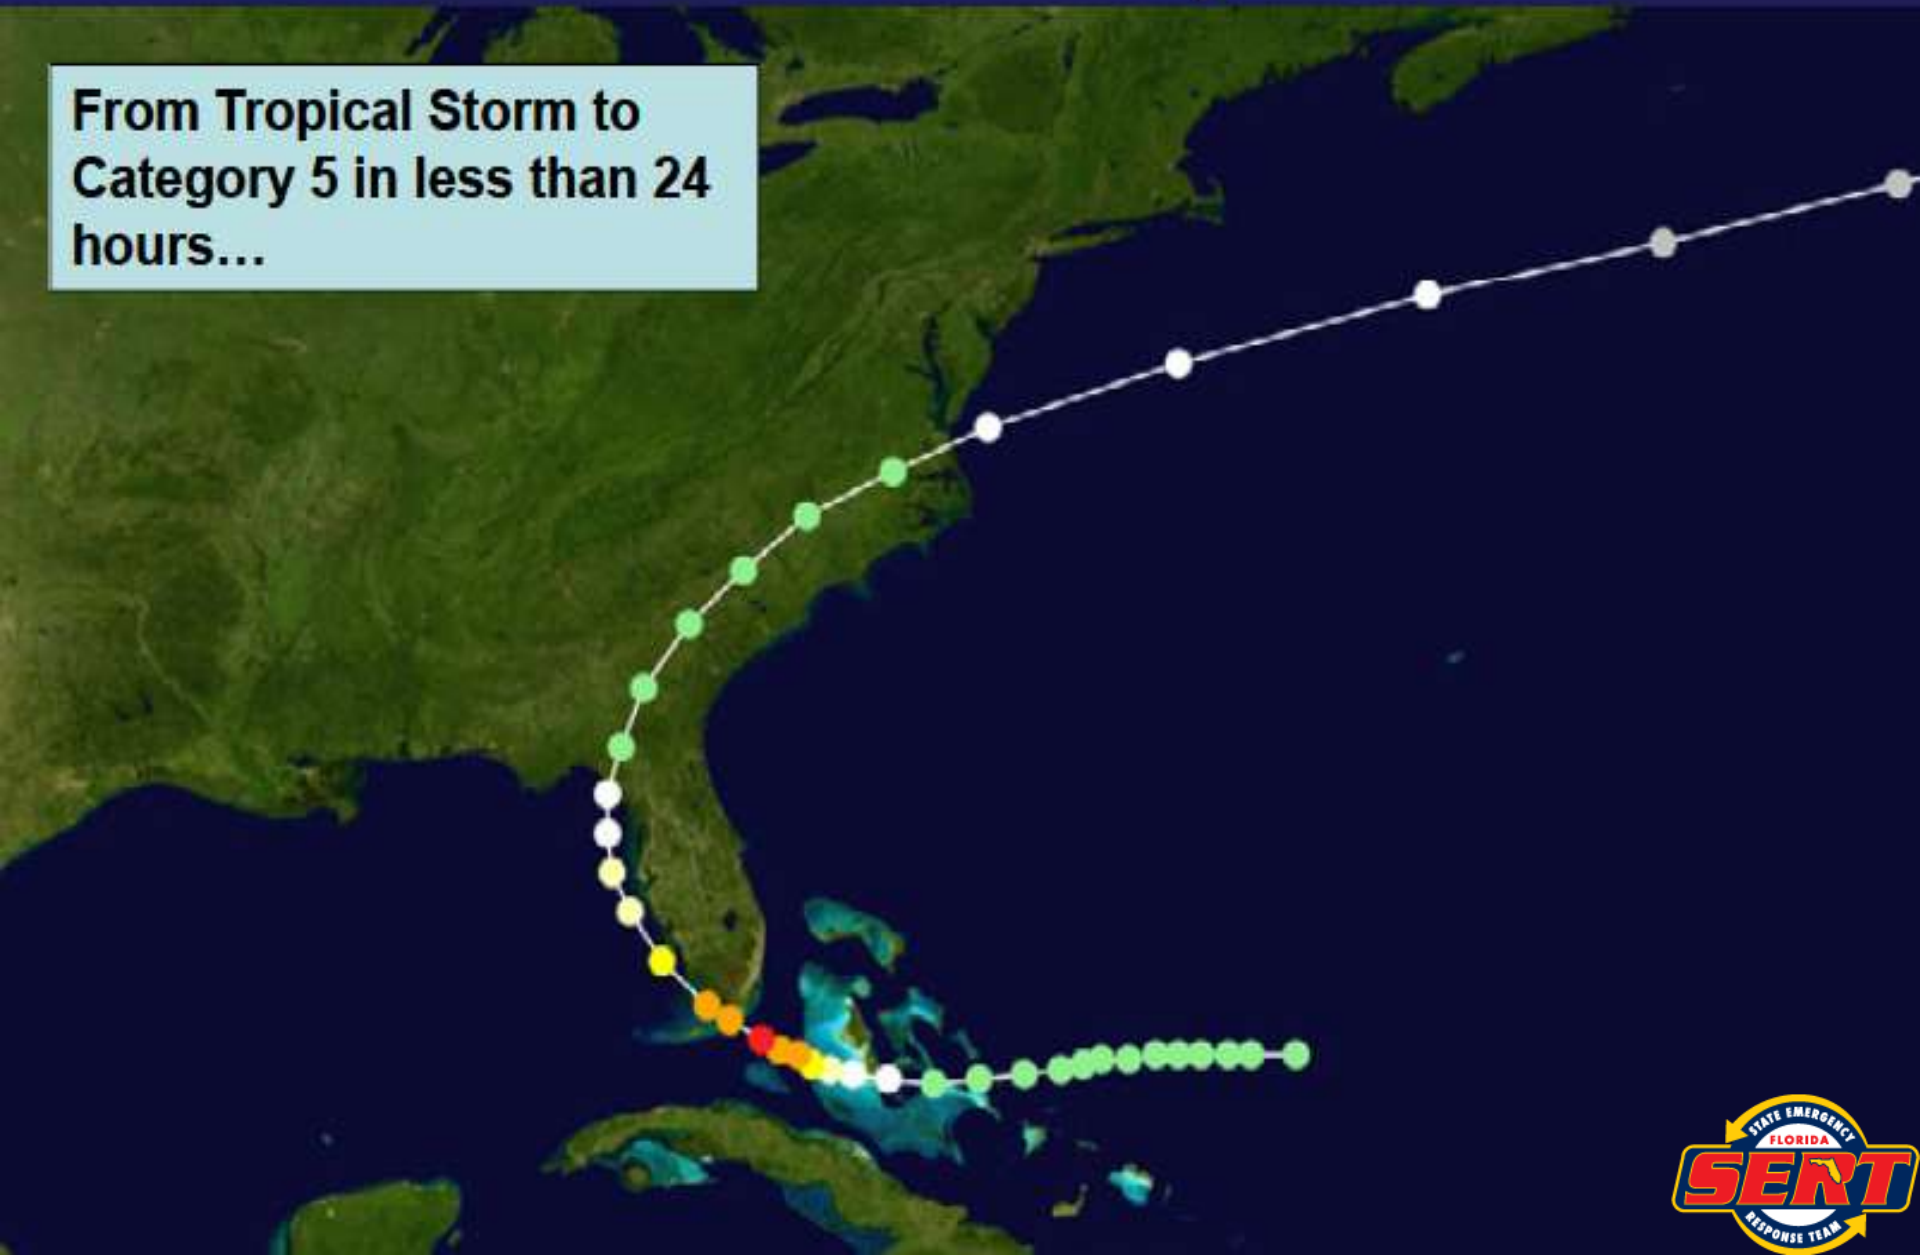 From Tropical Storm to
Category 5 in less than 24
hours…
STATE EMERGENCY
FLORIDA
SERT
RESPONSE TEAM